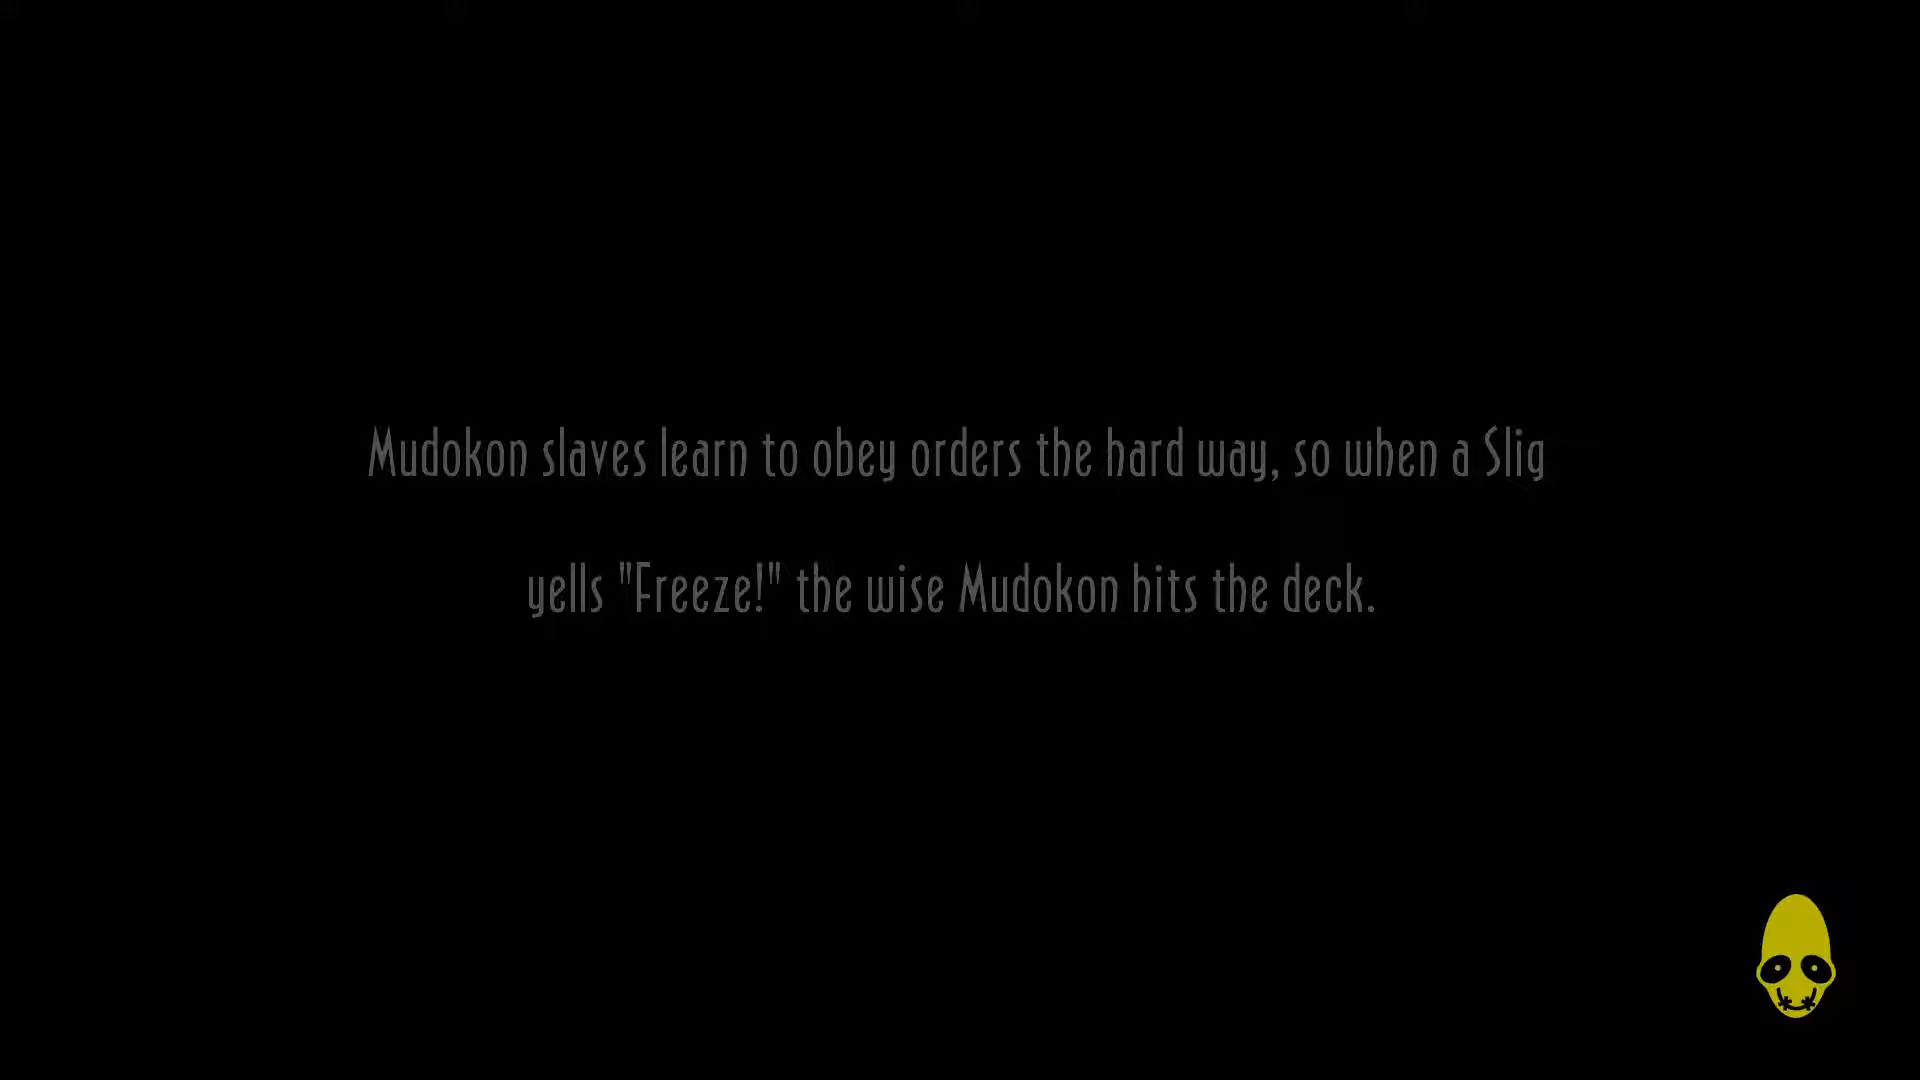 Mudokon slaves learn to obey orders the hard way, so when a Slig
yells "Freeze!" the wise Mudokon hits the deck.